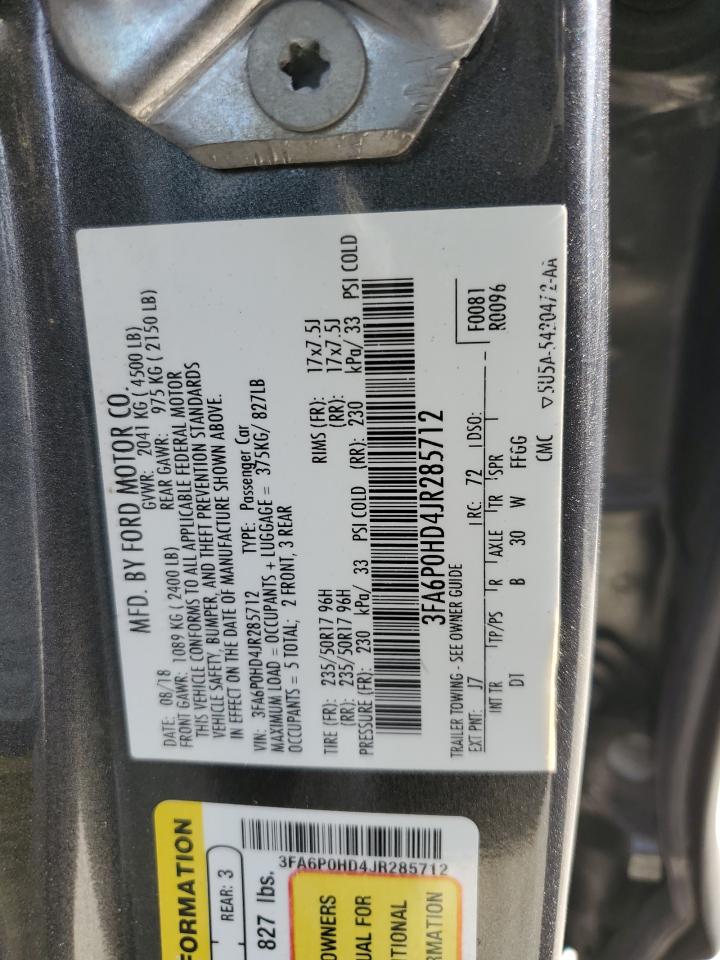 MFD. BY FORD MOTOR CO.
DATE: 08/18 GVWR: 2041 KG ( 4500 LB)
FRONT GAWR: 1089 KG ( 2400 LB) REAR GAWR: 975 KG ( 2150 LB)
THIS VEHICLE CONFORMS TO ALL APPLICABLE FEDERAL MOTOR
VEHICLE SAFETY, BUMPER, AND THEFT PREVENTION STANDARDS
IN EFFECT ON THE DATE OF MANUFACTURE SHOWN ABOVE.
VIN: 3FA6P0HD4JR285712 TYPE: Passenger Car
MAXIMUM LOAD = OCCUPANTS + LUGGAGE = 375KG/ 827LB
OCCUPANTS = 5 TOTAL; 2 FRONT, 3 REAR
TIRE (FR): 235/50R17 96H RIMS (FR): 17x7.5J
(RR): 235/50R17 96H (RR): 17x7.5J
PRESSURE (FR): 230 kPa/ 33 PSI COLD (RR): 230 kPa/ 33 PSI COLD
3FA6P0HD4JR285712
TRAILER TOWING - SEE OWNER GUIDE
EXT PNT: J7 RC: 72 DSO:
F0081
R0096
INT TR TP/PS R AXLE TR SPR
DT B 30 W FFGG
CMC 5U5A-5420472-AA
FORMATION
REAR: 3
827 lbs.
3FA6P0HD4JR285712
OWNERS
UAL FOR
TIONAL
RMATION